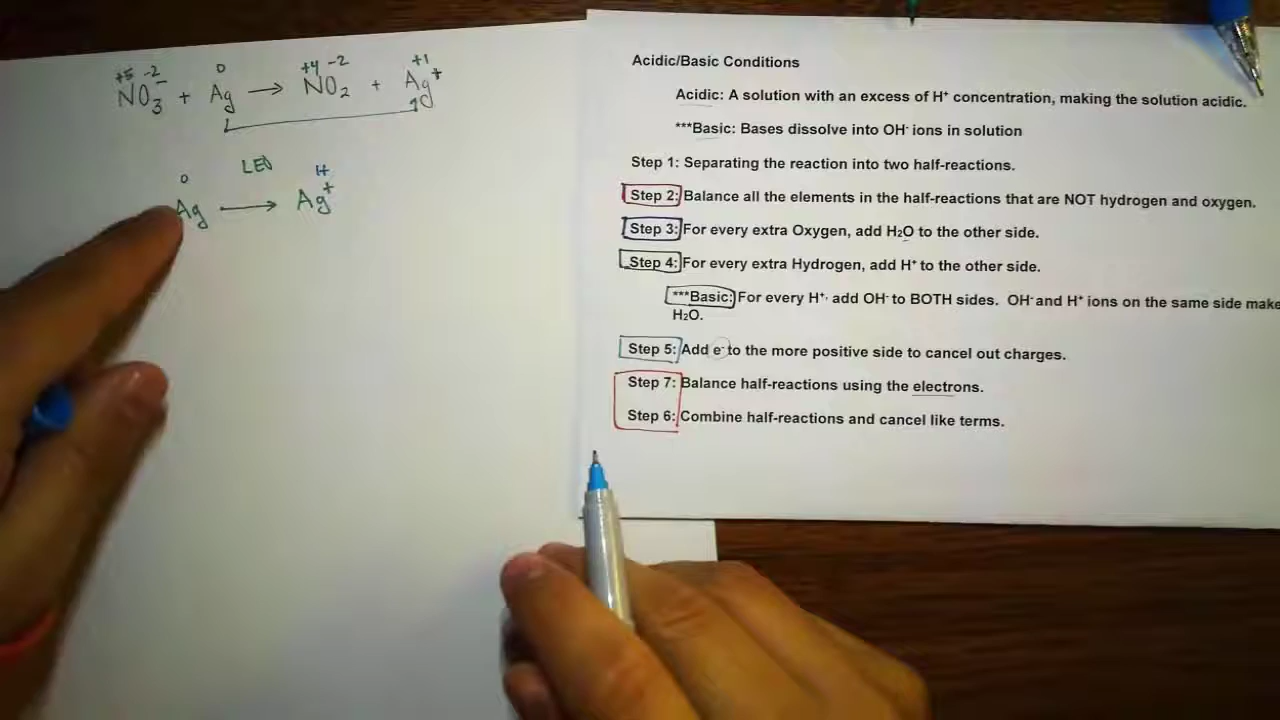 +5 -2 0 +4 -2 +1
NO3- + Ag → NO2 + Ag+
LEO
0 +1
Ag → Ag+
Acidic/Basic Conditions
Acidic: A solution with an excess of H+ concentration, making the solution acidic.
***Basic: Bases dissolve into OH- ions in solution
Step 1: Separating the reaction into two half-reactions.
Step 2: Balance all the elements in the half-reactions that are NOT hydrogen and oxygen.
Step 3: For every extra Oxygen, add H2O to the other side.
Step 4: For every extra Hydrogen, add H+ to the other side.
***Basic: For every H+, add OH- to BOTH sides. OH- and H+ ions on the same side make
H2O.
Step 5: Add e- to the more positive side to cancel out charges.
Step 7: Balance half-reactions using the electrons.
Step 6: Combine half-reactions and cancel like terms.